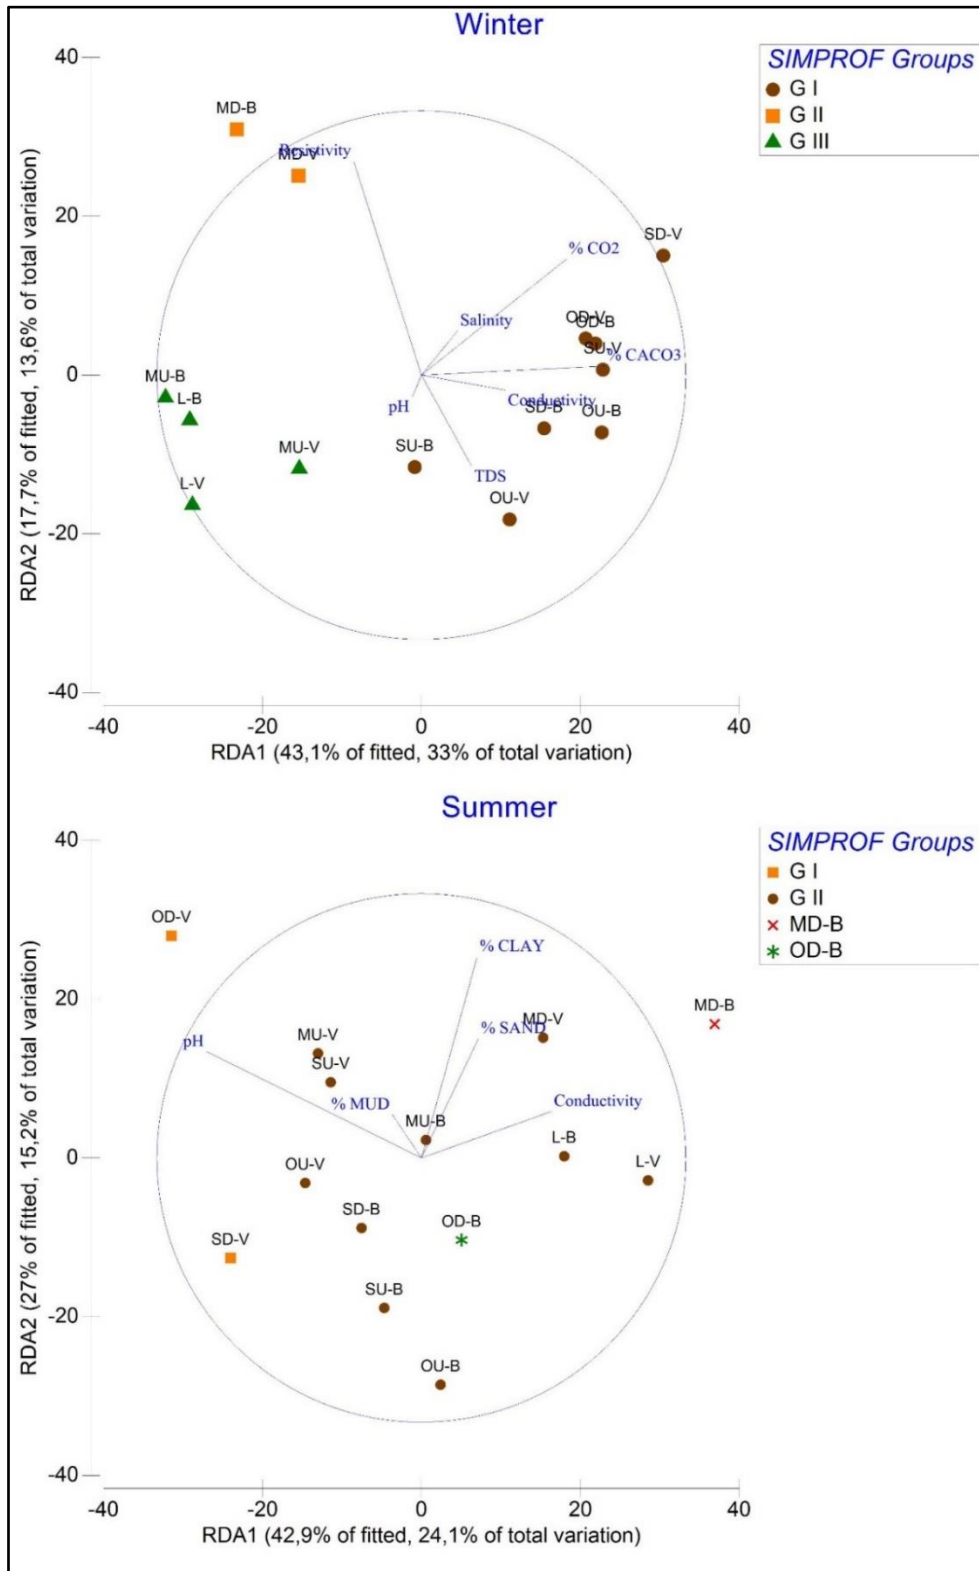 Winter
SIMPROF Groups
G I
G II
G III
40
20
0
-20
-40
-40
-20
0
20
40
RDA2 (17,7% of fitted, 13,6% of total variation)
RDA1 (43,1% of fitted, 33% of total variation)
MD-B
MD-V
Resistivity
SD-V
% CO2
Salinity
OD-V
OD-B
SU-V
% CACO3
MU-B
L-B
pH
Conductivity
SD-B
OU-B
MU-V
SU-B
L-V
TDS
OU-V
Summer
SIMPROF Groups
G I
G II
MD-B
OD-B
40
20
0
-20
-40
-40
-20
0
20
40
RDA2 (27% of fitted, 15,2% of total variation)
RDA1 (42,9% of fitted, 24,1% of total variation)
OD-V
% CLAY
MD-B
MU-V
% SAND
MD-V
pH
SU-V
% MUD
MU-B
Conductivity
L-B
L-V
OU-V
SD-B
OD-B
SD-V
SU-B
OU-B